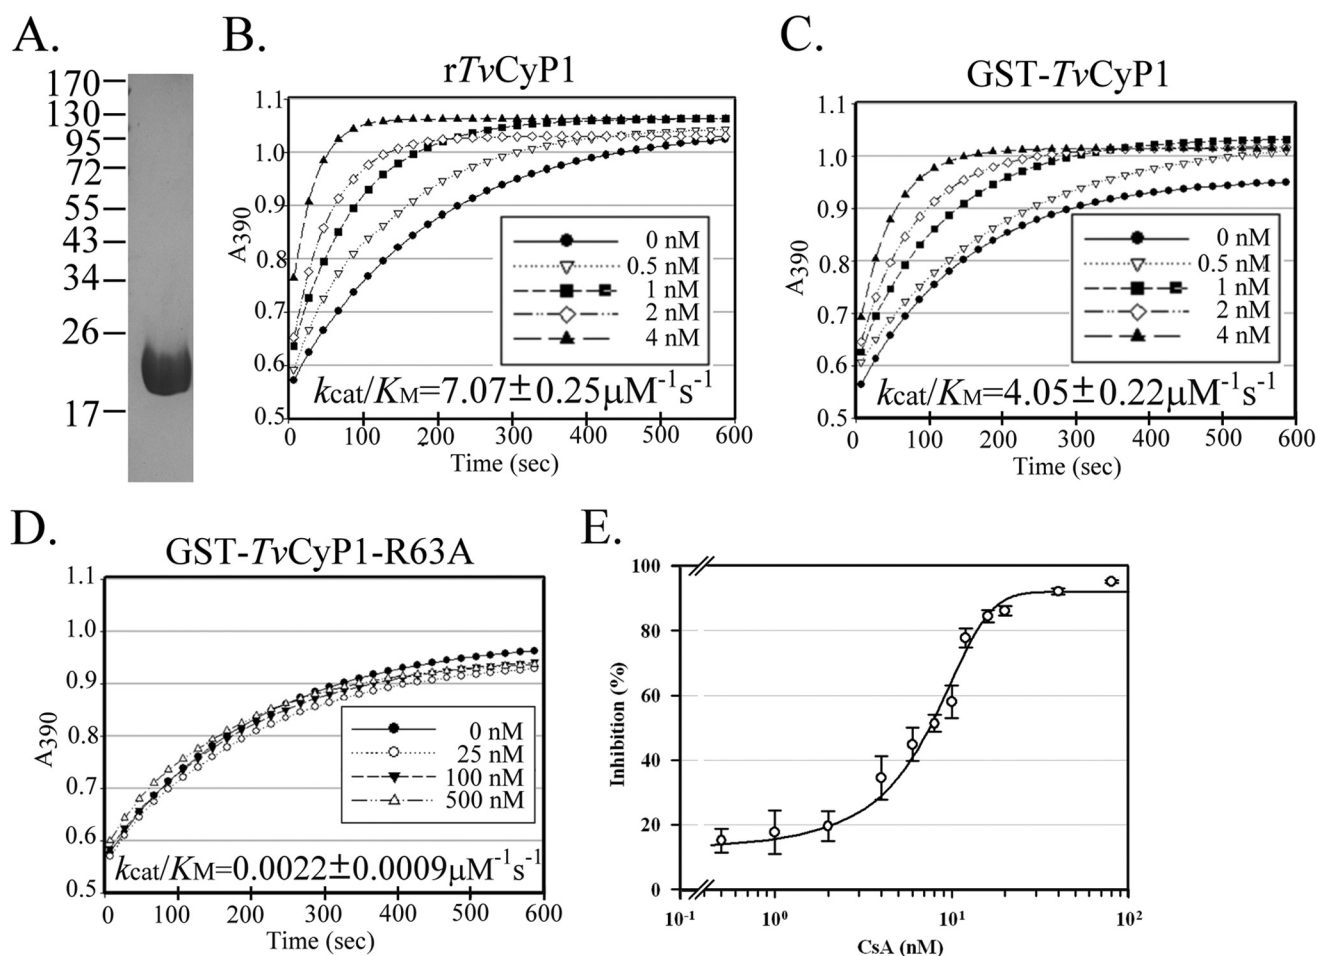 A.
170
130
95
72
55
43
34
26
17
B.
rTvCyP1
1.1
1.0
0.9
0.8
0.7
0.6
0.5
A390
0 nM
0.5 nM
1 nM
2 nM
4 nM
kcat/KM=7.07±0.25μM-1s-1
0 100 200 300 400 500 600
Time (sec)
C.
GST-TvCyP1
1.1
1.0
0.9
0.8
0.7
0.6
0.5
A390
0 nM
0.5 nM
1 nM
2 nM
4 nM
kcat/KM=4.05±0.22μM-1s-1
0 100 200 300 400 500 600
Time (sec)
D.
GST-TvCyP1-R63A
1.1
1.0
0.9
0.8
0.7
0.6
0.5
A390
0 nM
25 nM
100 nM
500 nM
kcat/KM=0.0022±0.0009μM-1s-1
0 100 200 300 400 500 600
Time (sec)
E.
100
80
60
40
20
0
Inhibition (%)
10-1 100 101 102
CsA (nM)